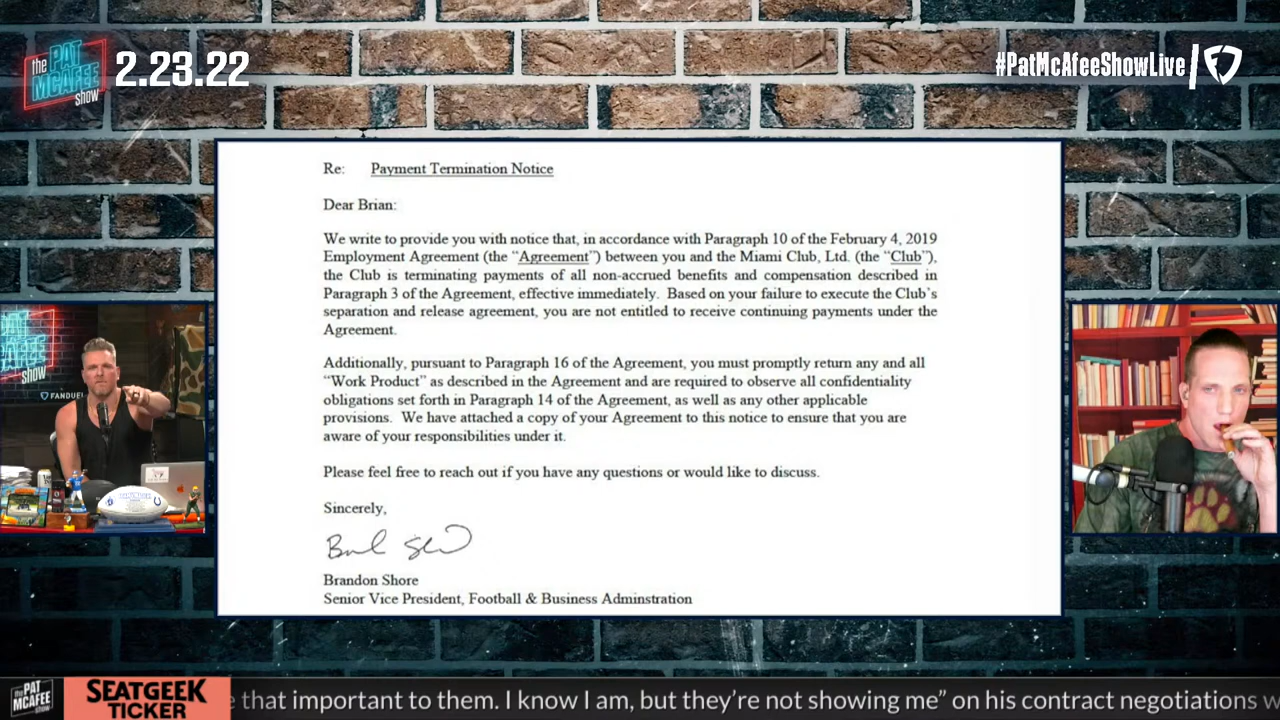 the
PAT
MCAFEE
show
2.23.22
#PatMcAfeeShowLive
Re: Payment Termination Notice
Dear Brian:
We write to provide you with notice that, in accordance with Paragraph 10 of the February 4, 2019
Employment Agreement (the “Agreement”) between you and the Miami Club, Ltd. (the “Club”),
the Club is terminating payments of all non-accrued benefits and compensation described in
Paragraph 3 of the Agreement, effective immediately. Based on your failure to execute the Club’s
separation and release agreement, you are not entitled to receive continuing payments under the
Agreement.
Additionally, pursuant to Paragraph 16 of the Agreement, you must promptly return any and all
“Work Product” as described in the Agreement and are required to observe all confidentiality
obligations set forth in Paragraph 14 of the Agreement, as well as any other applicable
provisions. We have attached a copy of your Agreement to this notice to ensure that you are
aware of your responsibilities under it.
Please feel free to reach out if you have any questions or would like to discuss.
Sincerely,
Brandon Shore
Senior Vice President, Football & Business Adminstration
PAT
MCAFEE
show
FANDUEL
the PAT
MCAFEE
show
SEATGEEK
TICKER
that important to them. I know I am, but they’re not showing me” on his contract negotiations